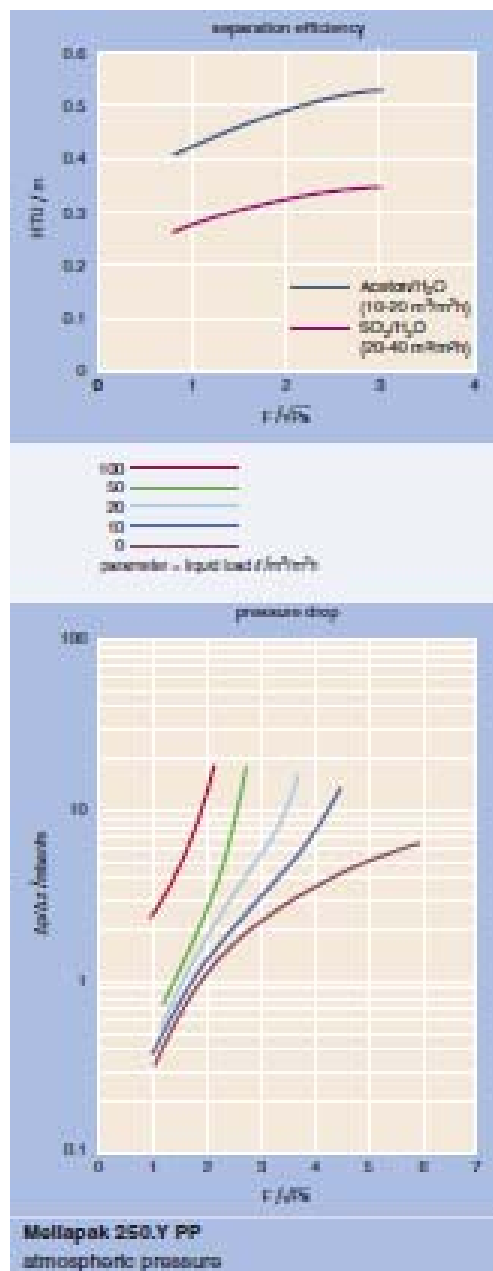 separation efficiency
0.6
0.5
0.4
0.3
0.2
0.1
0
HTU / m
Aceton/H₂O
(10-20 m³/m²h)
SO₂/H₂O
(20-40 m³/m²h)
0 1 2 3 4
F /√Pa
100
50
20
10
0
parameter = liquid load / m³/m²h
pressure drop
100
10
1
0.1
0 1 2 3 4 5 6 7
F /√Pa
Mellapak 250.Y PP
atmospheric pressure